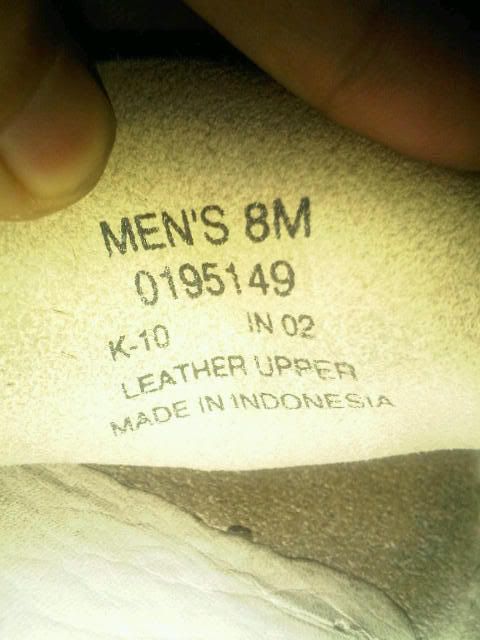 MEN'S 8M
0195149
K-10 IN 02
LEATHER UPPER
MADE IN INDONESIA